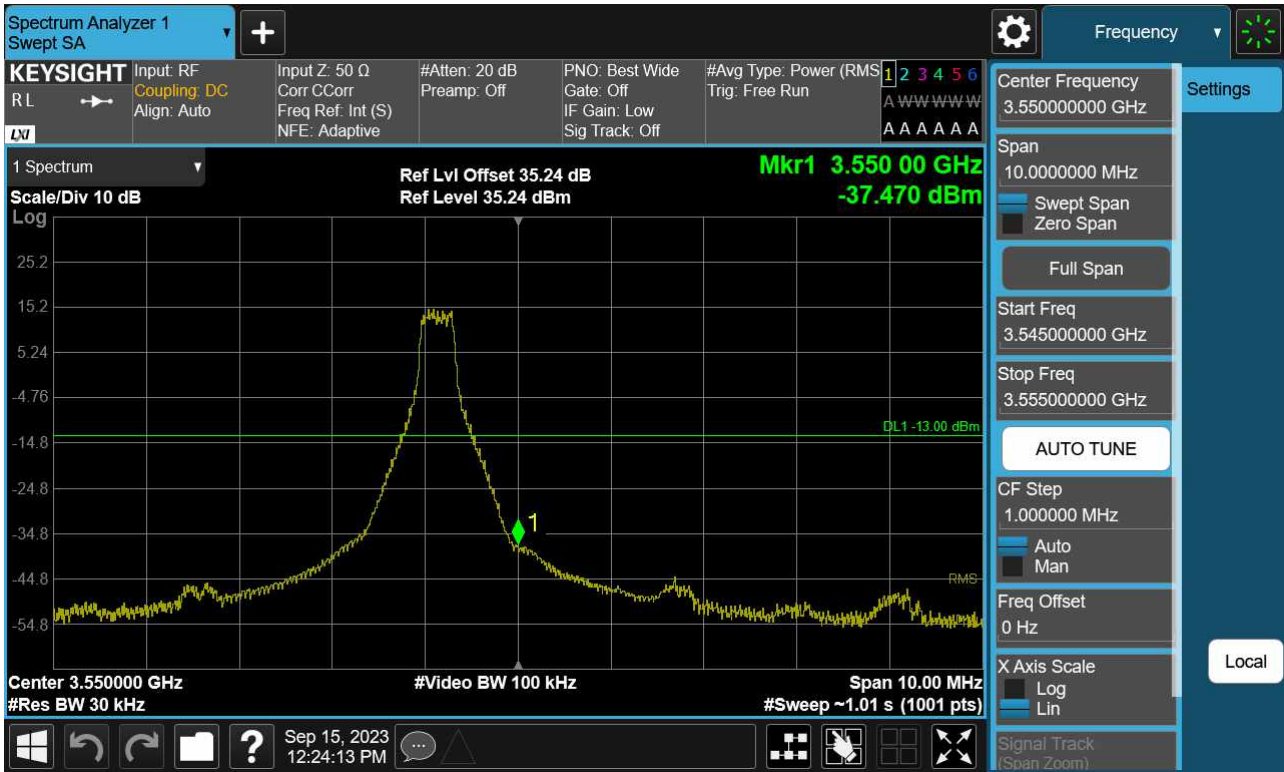 Spectrum Analyzer 1
Swept SA
+
Frequency
KEYSIGHT
R L
LXI
Input: RF
Coupling: DC
Align: Auto
Input Z: 50 Ω
Corr CCorr
Freq Ref: Int (S)
NFE: Adaptive
#Atten: 20 dB
Preamp: Off
PNO: Best Wide
Gate: Off
IF Gain: Low
Sig Track: Off
#Avg Type: Power (RMS
Trig: Free Run
1 2 3 4 5 6
A W W W W W
A A A A A A
1 Spectrum
Scale/Div 10 dB
Log
Ref Lvl Offset 35.24 dB
Ref Level 35.24 dBm
Mkr1 3.550 00 GHz
-37.470 dBm
25.2
15.2
5.24
-4.76
-14.8
-24.8
-34.8
-44.8
-54.8
DL1 -13.00 dBm
1
RMS
Center 3.550000 GHz
#Res BW 30 kHz
#Video BW 100 kHz
Span 10.00 MHz
#Sweep ~1.01 s (1001 pts)
Center Frequency
3.550000000 GHz
Span
10.0000000 MHz
Swept Span
Zero Span
Full Span
Start Freq
3.545000000 GHz
Stop Freq
3.555000000 GHz
AUTO TUNE
CF Step
1.000000 MHz
Auto
Man
Freq Offset
0 Hz
X Axis Scale
Log
Lin
Signal Track
(Span Zoom)
Settings
Local
?
Sep 15, 2023
12:24:13 PM